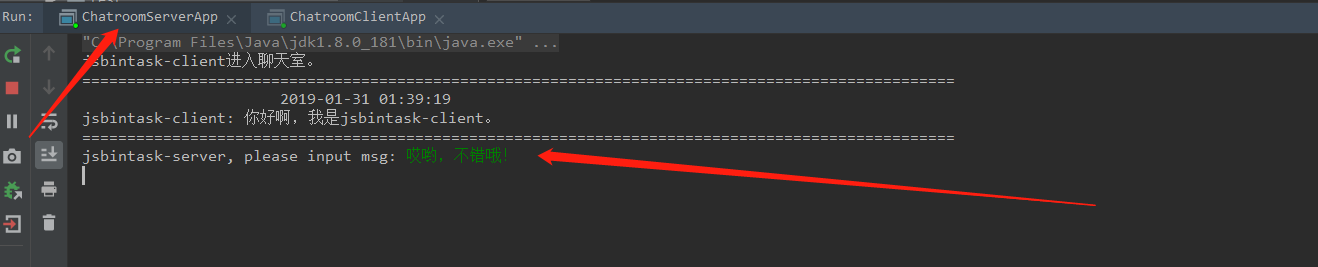 Run: ChatroomServerApp ChatroomClientApp
"C:\Program Files\Java\jdk1.8.0_181\bin\java.exe" ...
jsbintask-client进入聊天室。
=================================================================================================
2019-01-31 01:39:19
jsbintask-client: 你好啊，我是jsbintask-client。
=================================================================================================
jsbintask-server, please input msg: 哎哟，不错哦！